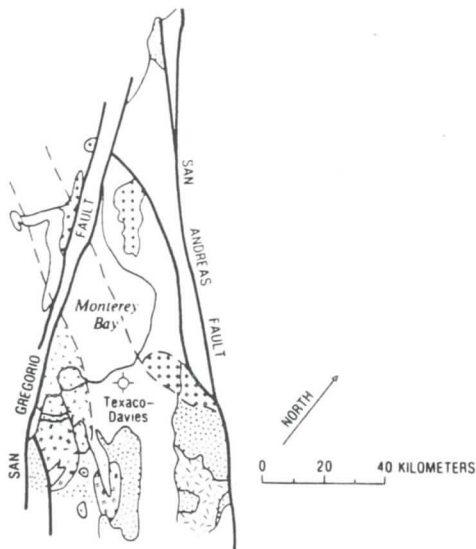 SAN
ANDREAS
FAULT
FAULT
Monterey
Bay
SAN GREGORIO
Texaco-
Davies
NORTH
0 20 40 KILOMETERS